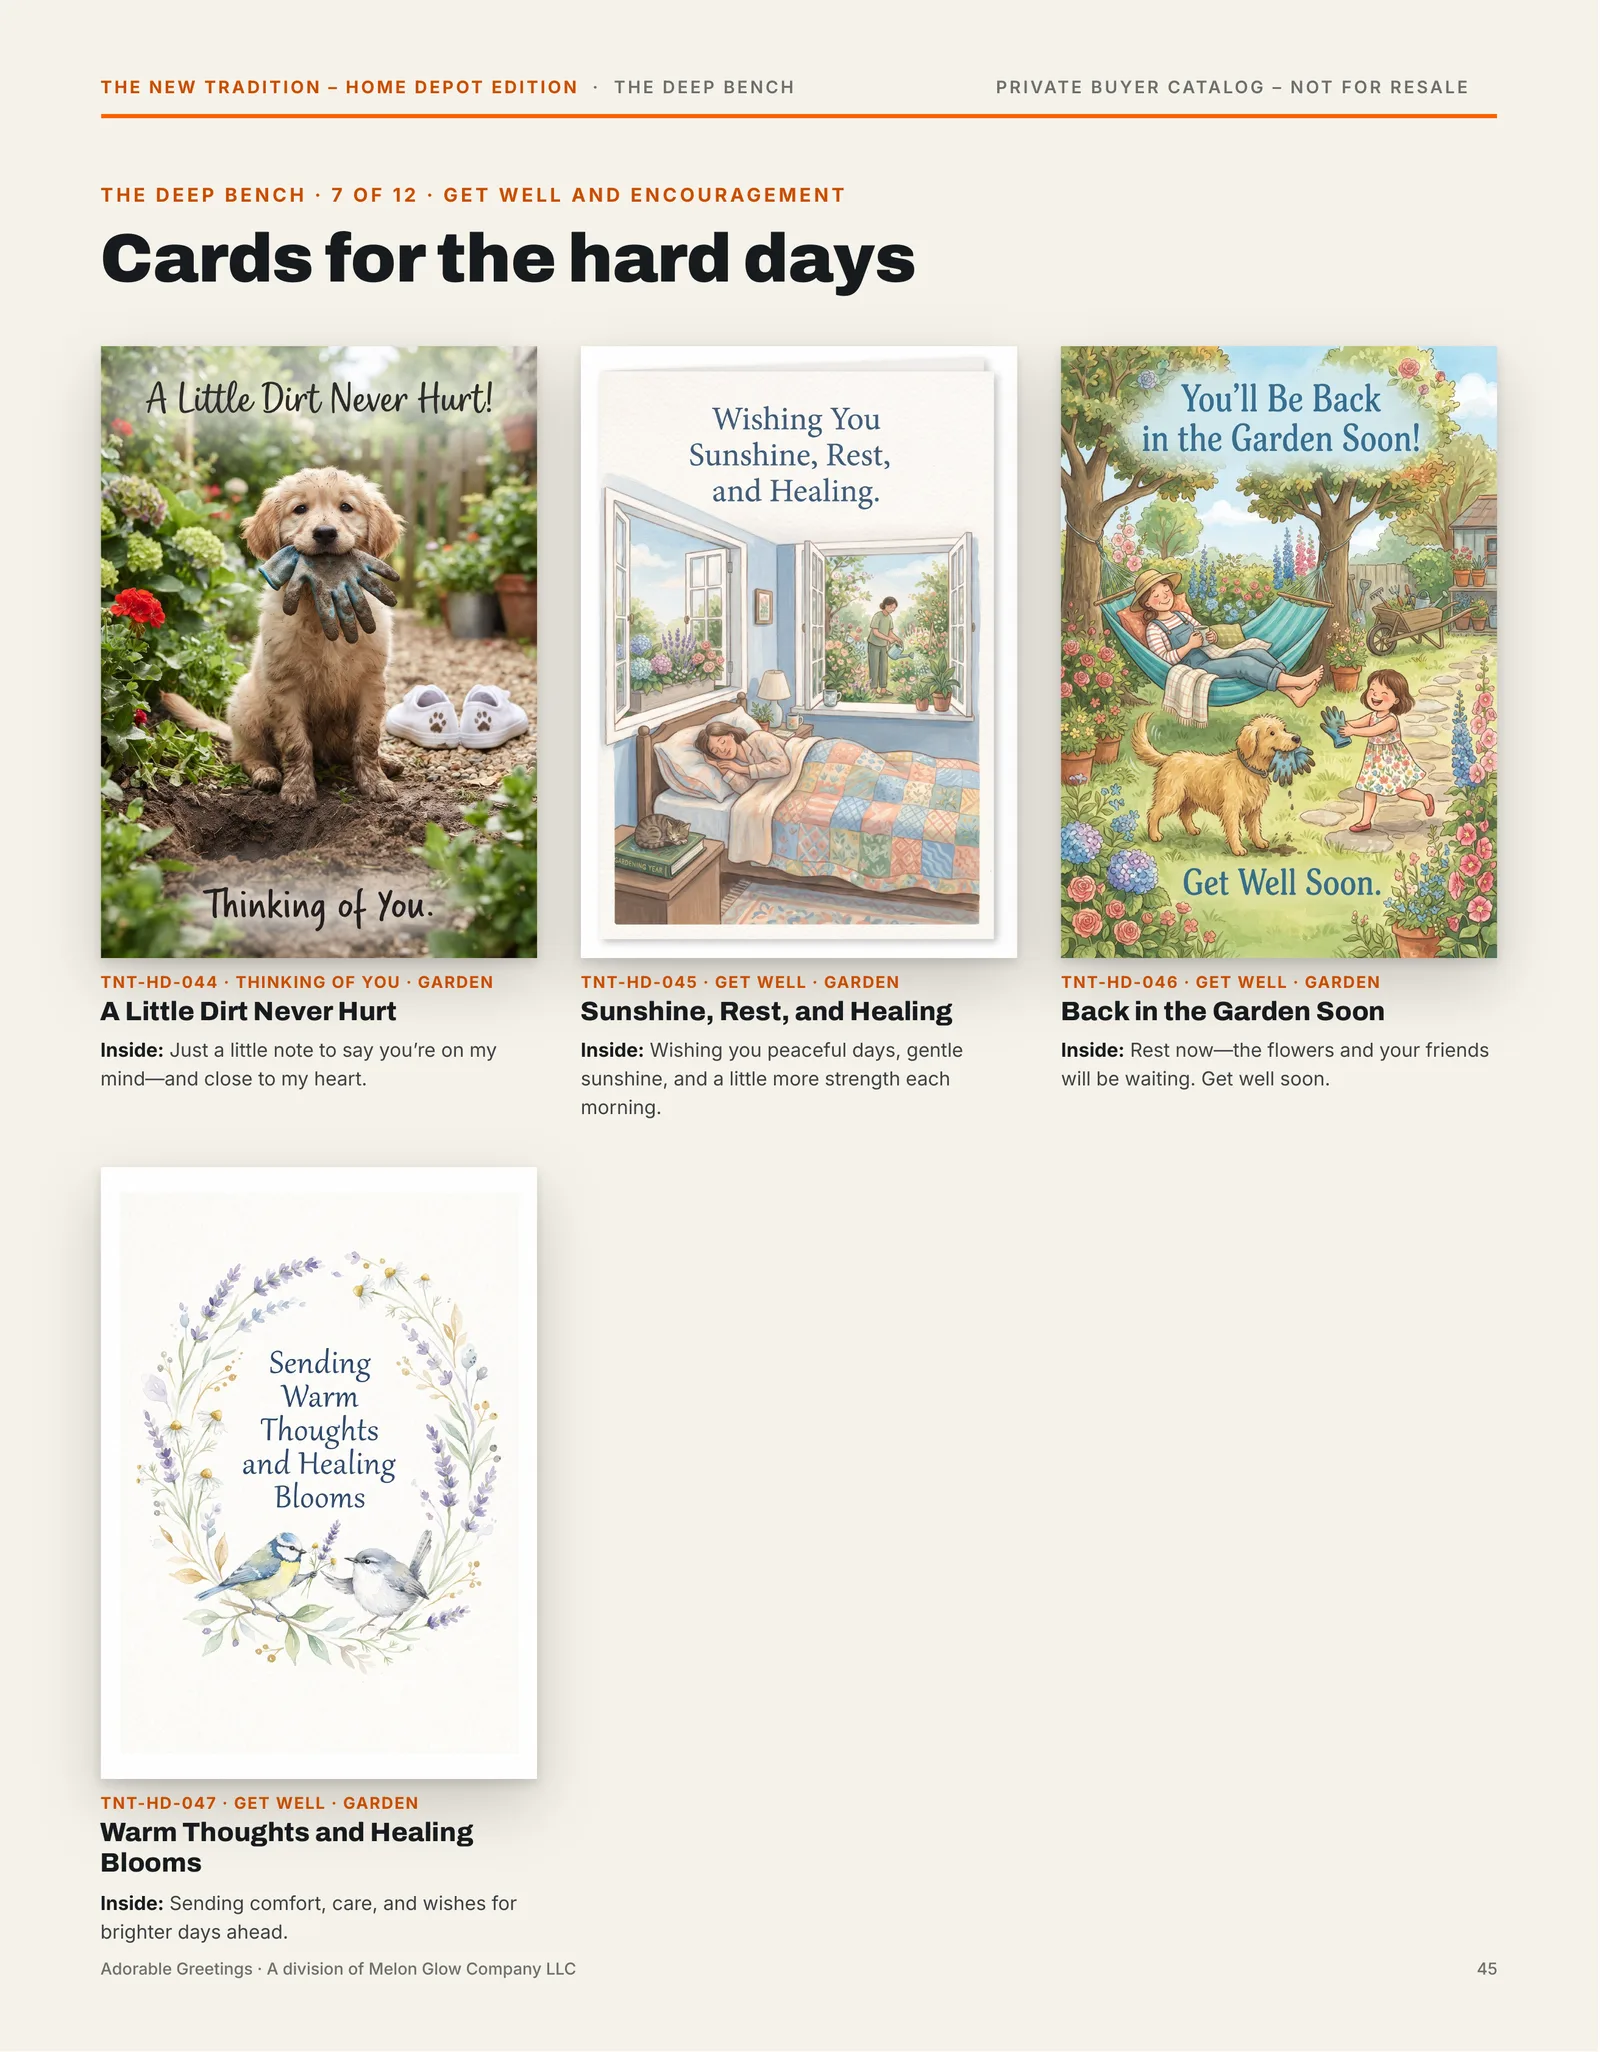 THE NEW TRADITION – HOME DEPOT EDITION · THE DEEP BENCH
PRIVATE BUYER CATALOG – NOT FOR RESALE
THE DEEP BENCH · 7 OF 12 · GET WELL AND ENCOURAGEMENT
Cards for the hard days
A Little Dirt Never Hurt!
Thinking of You.
TNT-HD-044 · THINKING OF YOU · GARDEN
A Little Dirt Never Hurt
Inside: Just a little note to say you’re on my
mind—and close to my heart.
Wishing You
Sunshine, Rest,
and Healing.
GARDENING YEAR
TNT-HD-045 · GET WELL · GARDEN
Sunshine, Rest, and Healing
Inside: Wishing you peaceful days, gentle
sunshine, and a little more strength each
morning.
You’ll Be Back
in the Garden Soon!
Get Well Soon.
TNT-HD-046 · GET WELL · GARDEN
Back in the Garden Soon
Inside: Rest now—the flowers and your friends
will be waiting. Get well soon.
Sending
Warm
Thoughts
and Healing
Blooms
TNT-HD-047 · GET WELL · GARDEN
Warm Thoughts and Healing
Blooms
Inside: Sending comfort, care, and wishes for
brighter days ahead.
Adorable Greetings · A division of Melon Glow Company LLC
45